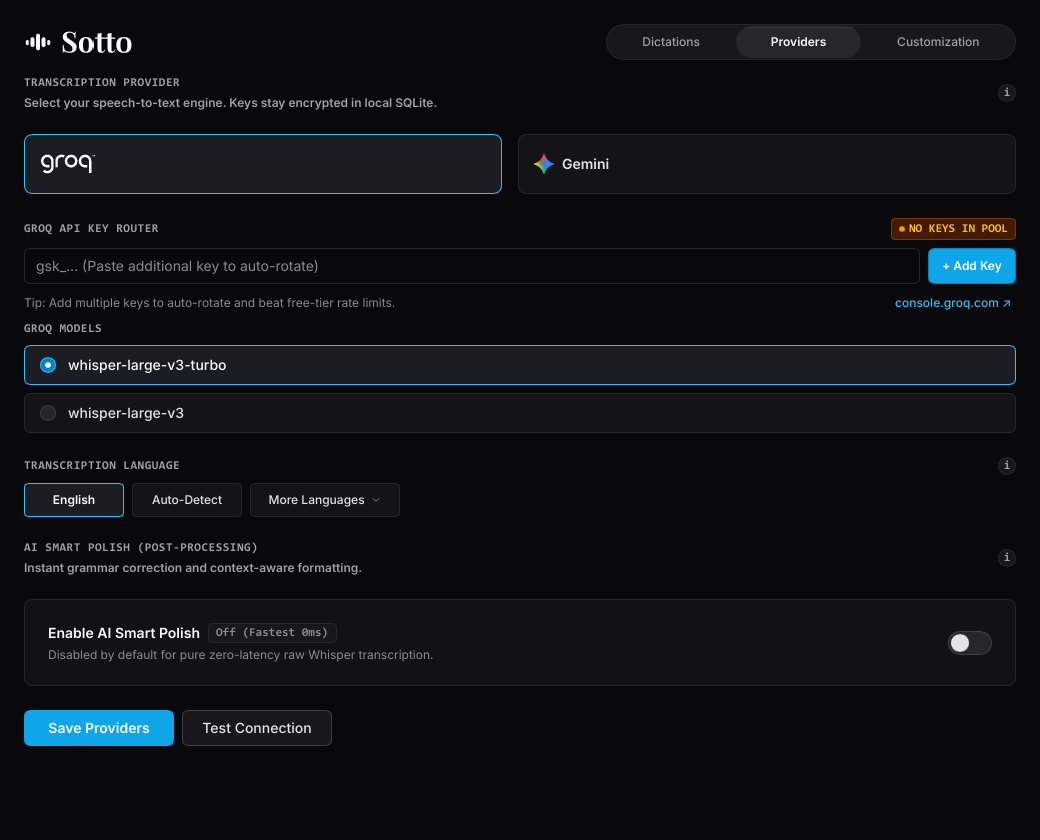 Sotto
Dictations
Providers
Customization
TRANSCRIPTION PROVIDER
Select your speech-to-text engine. Keys stay encrypted in local SQLite.
i
groq
Gemini
GROQ API KEY ROUTER
NO KEYS IN POOL
gsk_... (Paste additional key to auto-rotate)
+ Add Key
Tip: Add multiple keys to auto-rotate and beat free-tier rate limits.
console.groq.com ↗
GROQ MODELS
whisper-large-v3-turbo
whisper-large-v3
TRANSCRIPTION LANGUAGE
i
English
Auto-Detect
More Languages
AI SMART POLISH (POST-PROCESSING)
Instant grammar correction and context-aware formatting.
i
Enable AI Smart Polish
Off (Fastest 0ms)
Disabled by default for pure zero-latency raw Whisper transcription.
Save Providers
Test Connection